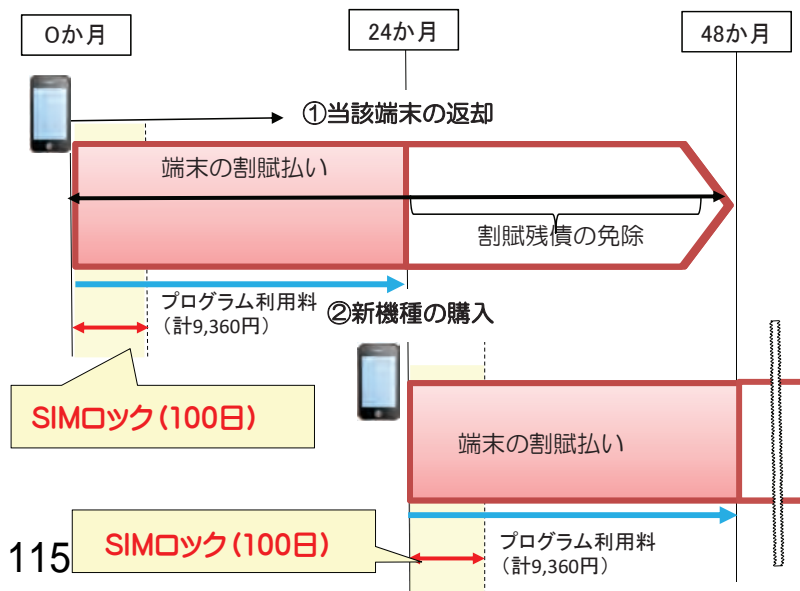 0か月
24か月
48か月
①当該端末の返却
端末の割賦払い
割賦残債の免除
プログラム利用料
（計9,360円）
②新機種の購入
SIMロック（100日）
端末の割賦払い
SIMロック（100日）
プログラム利用料
（計9,360円）
115